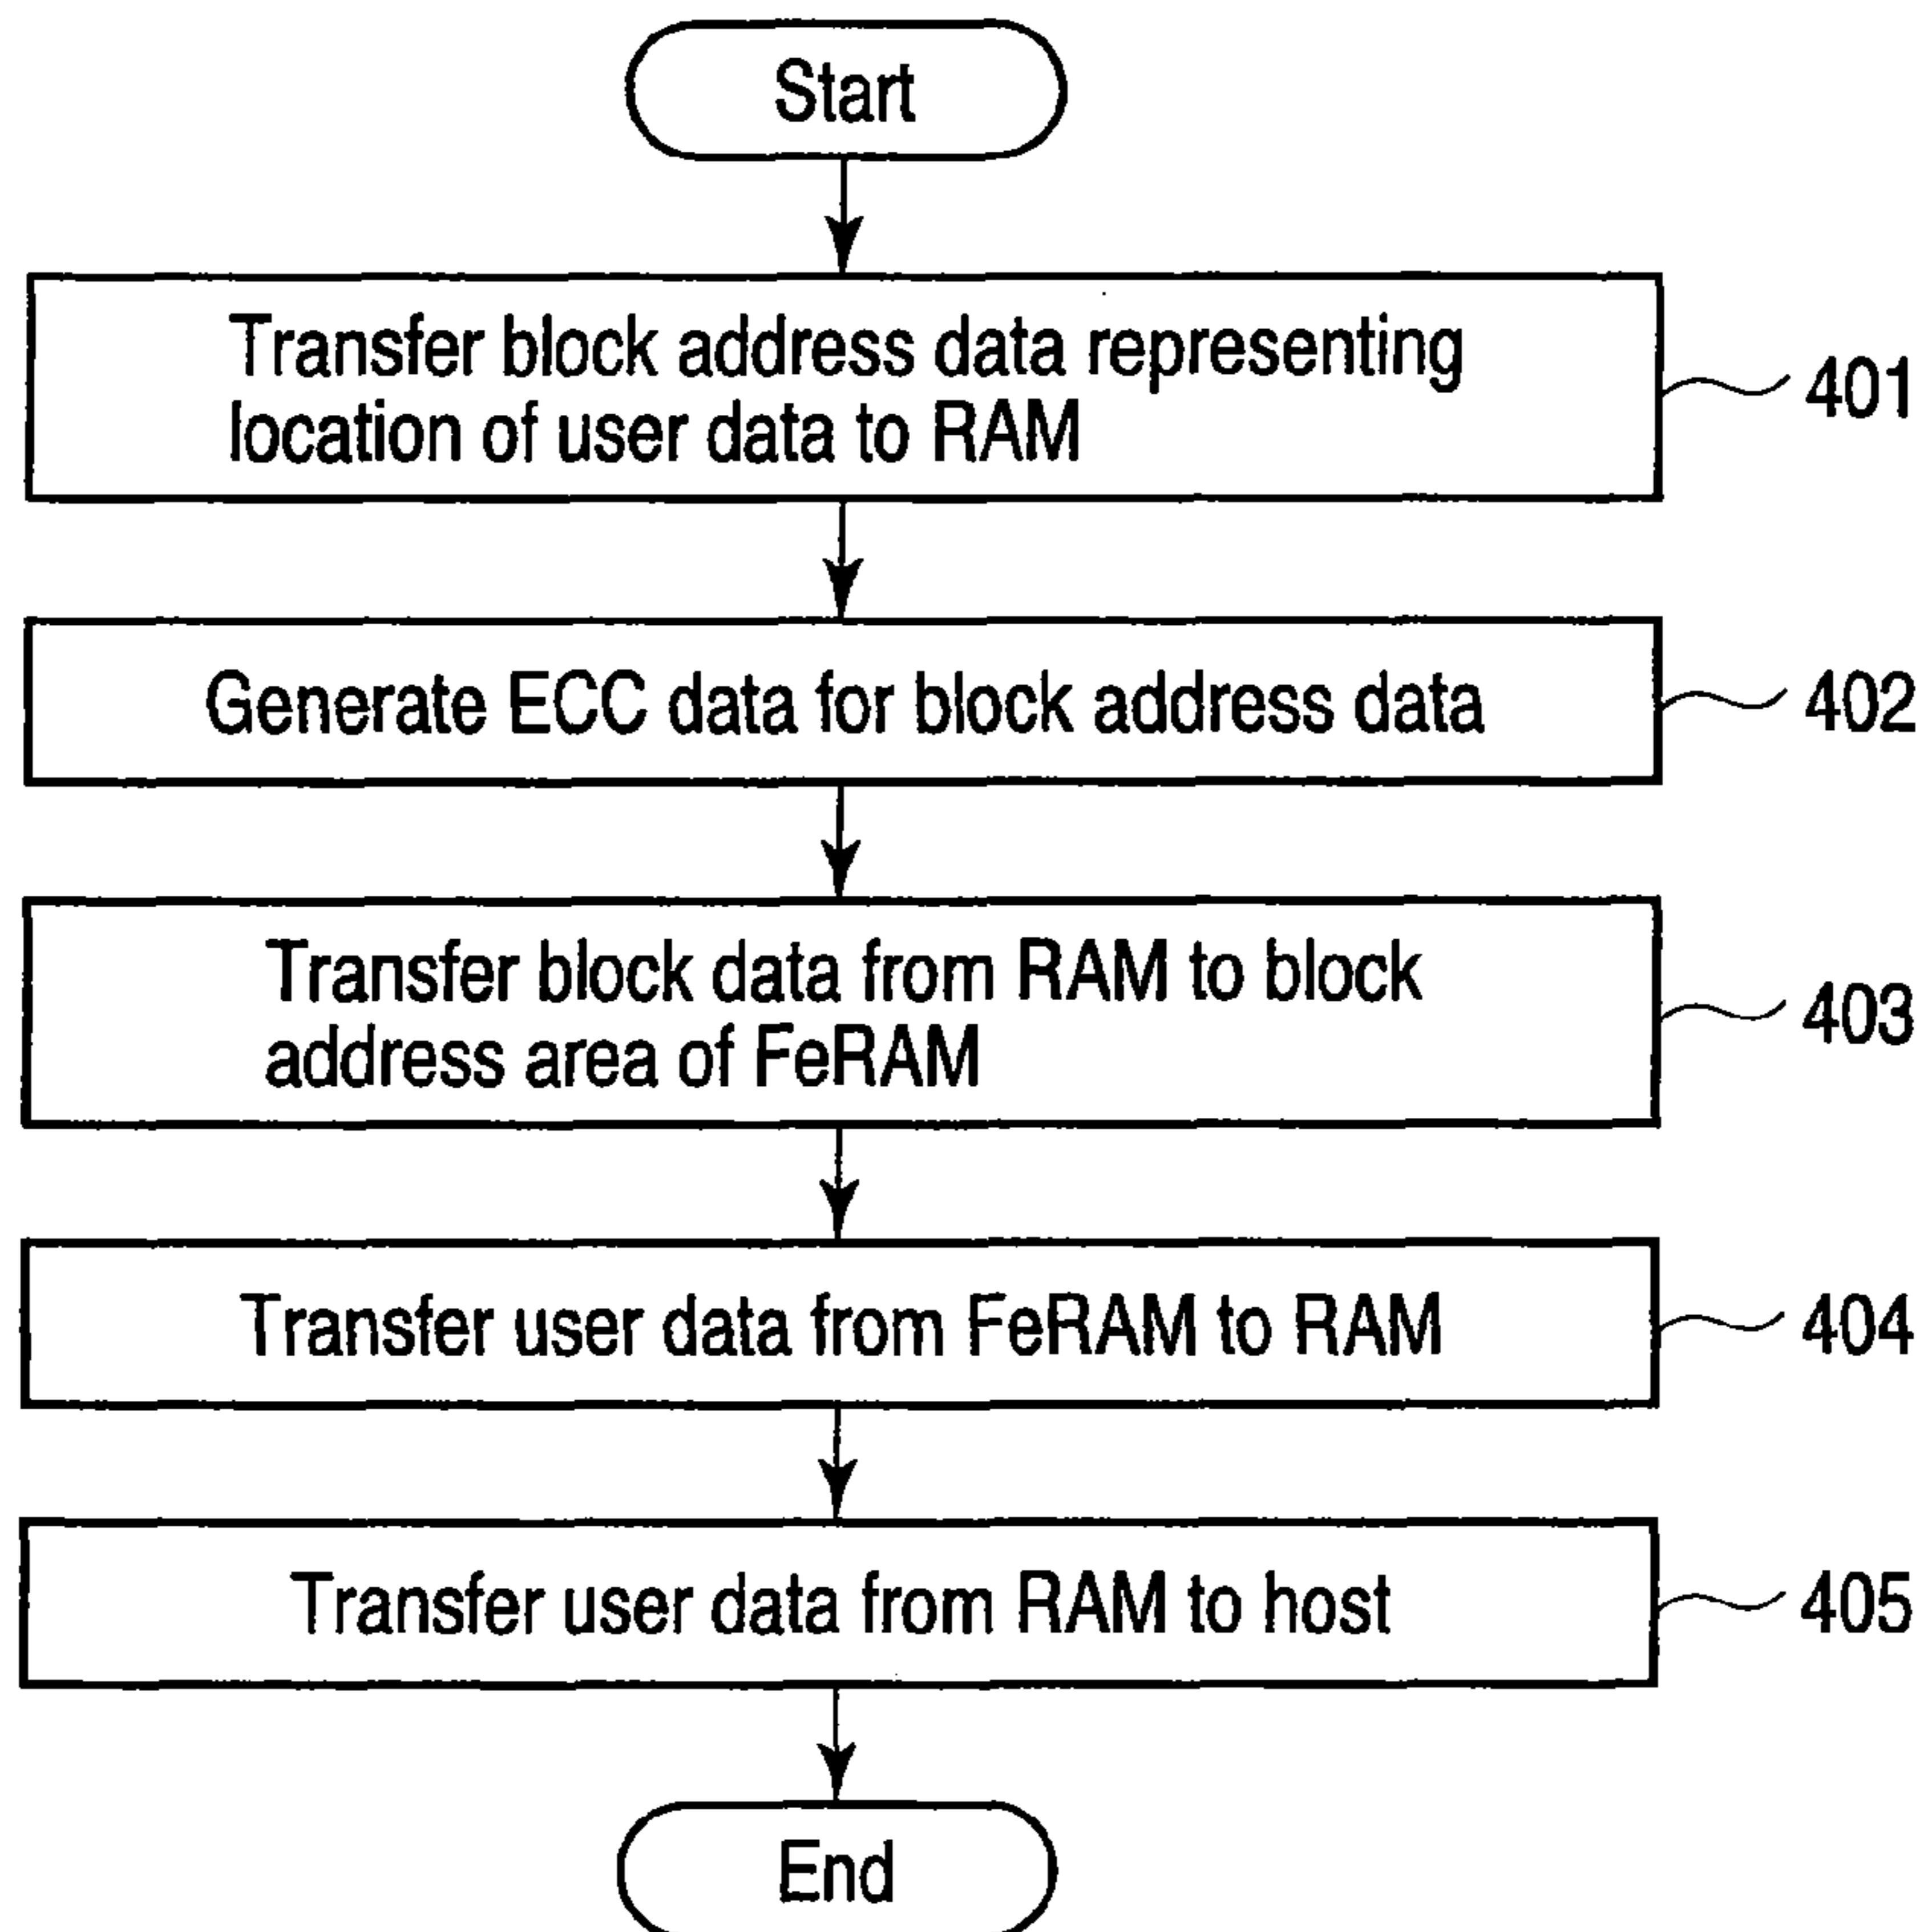 Start
Transfer block address data representing
location of user data to RAM
401
Generate ECC data for block address data
402
Transfer block data from RAM to block
address area of FeRAM
403
Transfer user data from FeRAM to RAM
404
Transfer user data from RAM to host
405
End